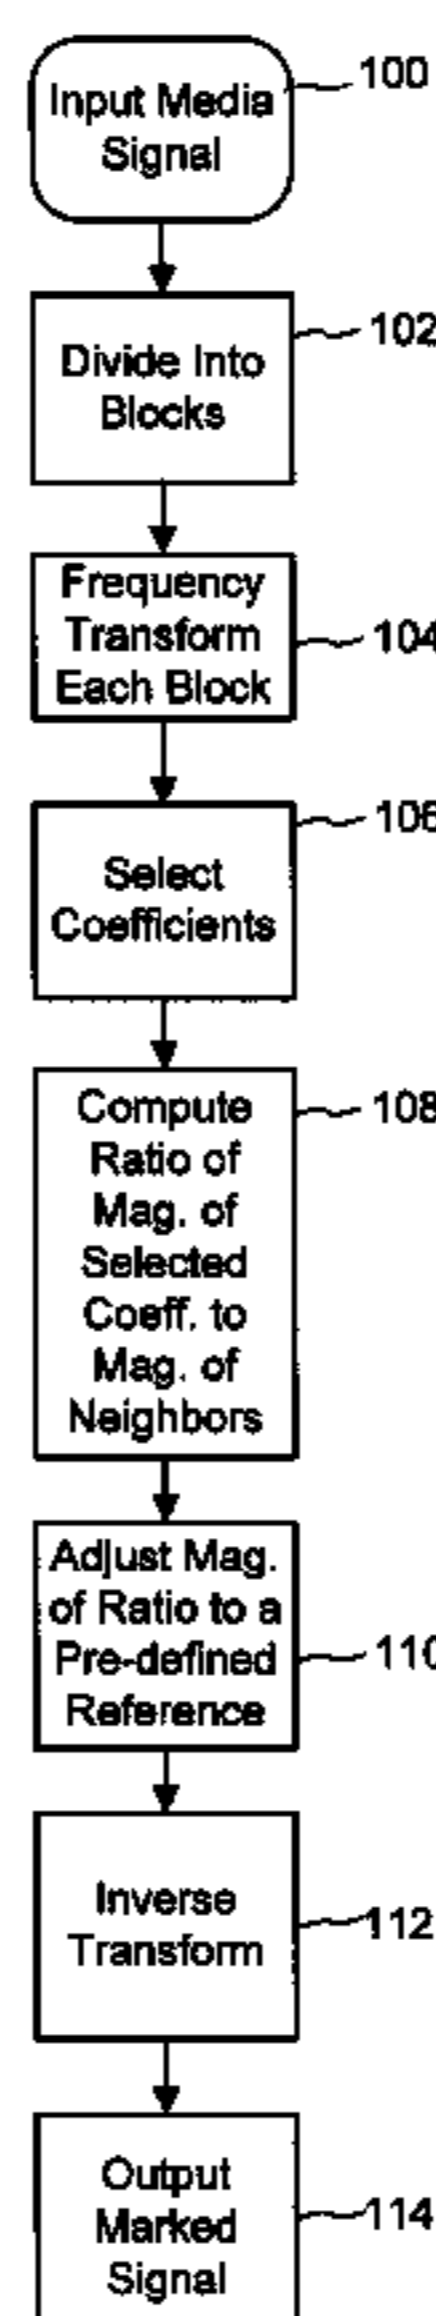 Input Media
Signal
100
Divide Into
Blocks
102
Frequency
Transform
Each Block
104
Select
Coefficients
106
Compute
Ratio of
Mag. of
Selected
Coeff. to
Mag. of
Neighbors
108
Adjust Mag.
of Ratio to a
Pre-defined
Reference
110
Inverse
Transform
112
Output
Marked
Signal
114